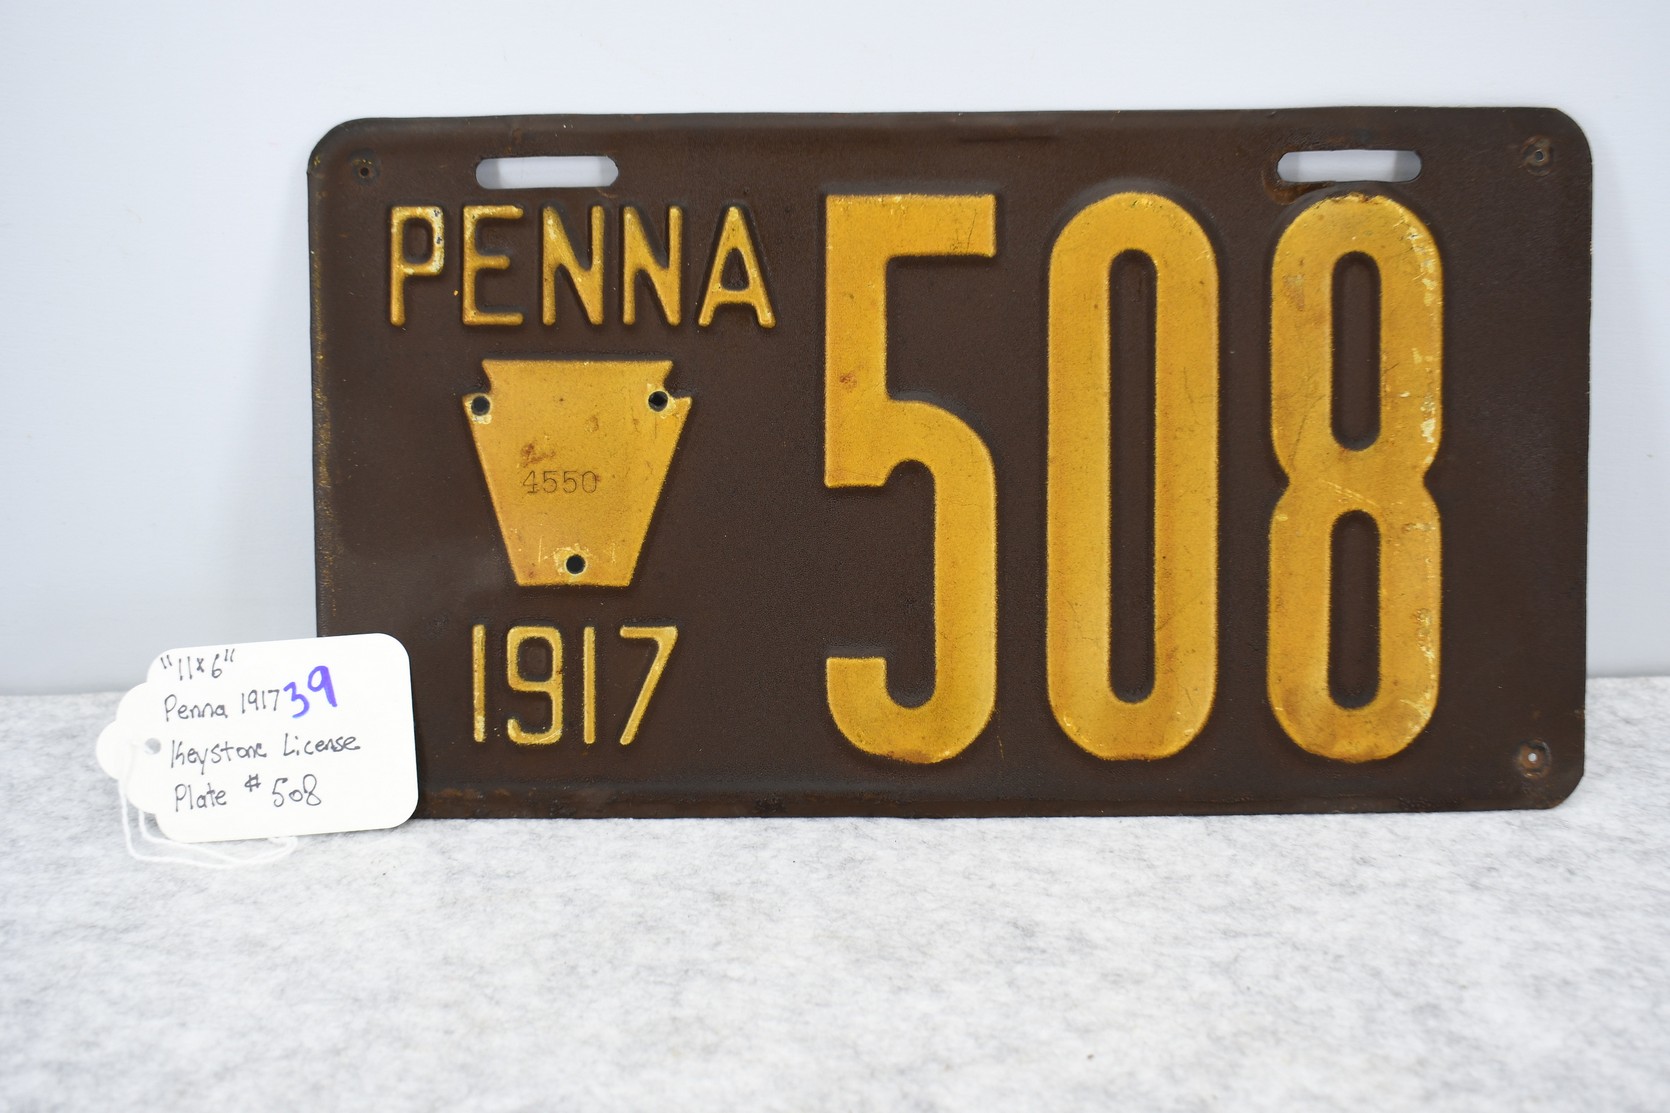 PENNA
4550
1917
508
"11x6"
Penna 1917 39
Keystone License
Plate # 508